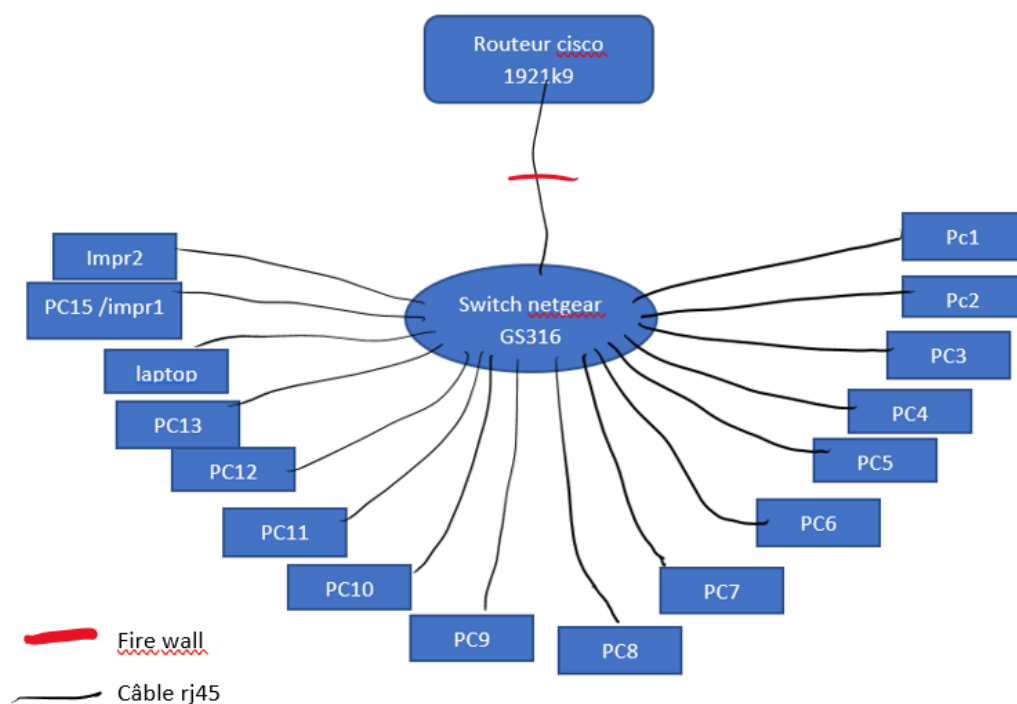 Routeur cisco
1921k9
Impr2
Pc1
PC15 /impr1
Pc2
Switch netgear
GS316
PC3
laptop
PC4
PC13
PC5
PC12
PC6
PC11
PC10
PC7
PC9
PC8
Fire wall
Câble rj45